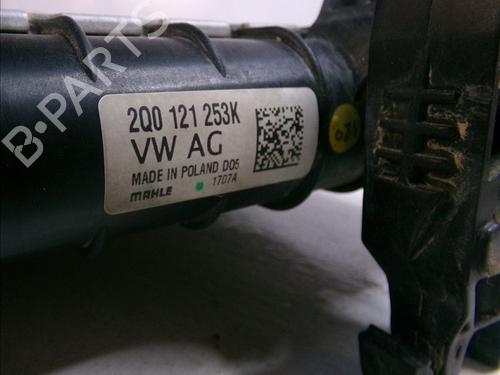 B-PARTS
2Q0 121 253K
VW AG
MADE IN POLAND D05
MAHLE 1707A